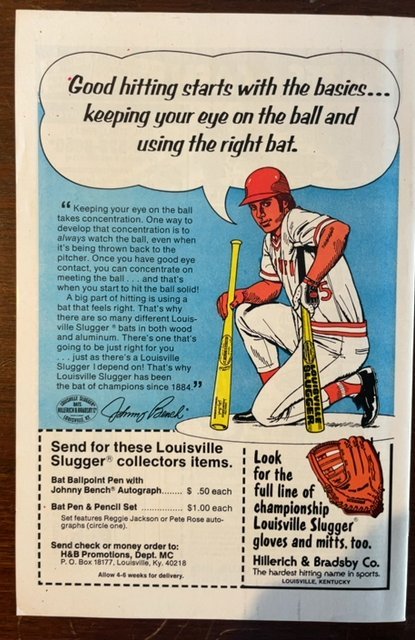 Good hitting starts with the basics...
keeping your eye on the ball and
using the right bat.
“ Keeping your eye on the ball
takes concentration. One way to
develop that concentration is to
always watch the ball, even when
it's being thrown back to the
pitcher. Once you have good eye
contact, you can concentrate on
meeting the ball . . . and that's
when you start to hit the ball solid!
A big part of hitting is using a
bat that feels right. That's why
there are so many different Louis-
ville Slugger® bats in both wood
and aluminum. There's one that's
going to be just right for you
. . . just as there's a Louisville
Slugger I depend on! That's why
Louisville Slugger has been
the bat of champions since 1884.”
LOUISVILLE SLUGGER
BATS
HILLERICH & BRADSBY Co
LOUISVILLE, KY.
Johnny Bench
5
Send for these Louisville
Slugger® collectors items.
Bat Ballpoint Pen with
Johnny Bench® Autograph....... $ .50 each
Bat Pen & Pencil Set ............... $1.00 each
Set features Reggie Jackson or Pete Rose auto-
graphs (circle one).
Send check or money order to:
H&B Promotions, Dept. MC
P. O. Box 18177, Louisville, Ky. 40218
Allow 4-6 weeks for delivery.
Look
for the
full line of
championship
Louisville Slugger®
gloves and mitts, too.
Hillerich & Bradsby Co.
The hardest hitting name in sports.
LOUISVILLE, KENTUCKY